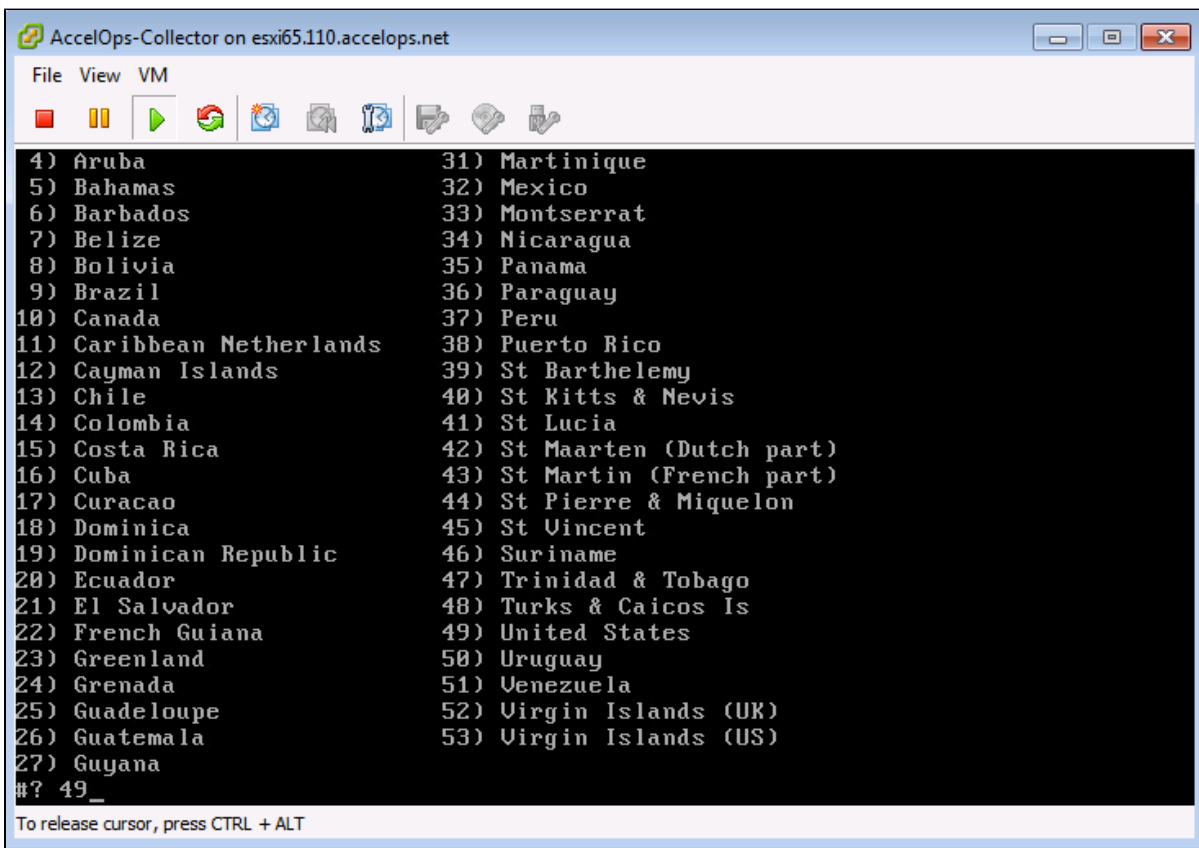 AccelOps-Collector on esxi65.110.accelops.net
File View VM
4) Aruba 31) Martinique
5) Bahamas 32) Mexico
6) Barbados 33) Montserrat
7) Belize 34) Nicaragua
8) Bolivia 35) Panama
9) Brazil 36) Paraguay
10) Canada 37) Peru
11) Caribbean Netherlands 38) Puerto Rico
12) Cayman Islands 39) St Barthelemy
13) Chile 40) St Kitts & Nevis
14) Colombia 41) St Lucia
15) Costa Rica 42) St Maarten (Dutch part)
16) Cuba 43) St Martin (French part)
17) Curacao 44) St Pierre & Miquelon
18) Dominica 45) St Vincent
19) Dominican Republic 46) Suriname
20) Ecuador 47) Trinidad & Tobago
21) El Salvador 48) Turks & Caicos Is
22) French Guiana 49) United States
23) Greenland 50) Uruguay
24) Grenada 51) Venezuela
25) Guadeloupe 52) Virgin Islands (UK)
26) Guatemala 53) Virgin Islands (US)
27) Guyana
#? 49_
To release cursor, press CTRL + ALT